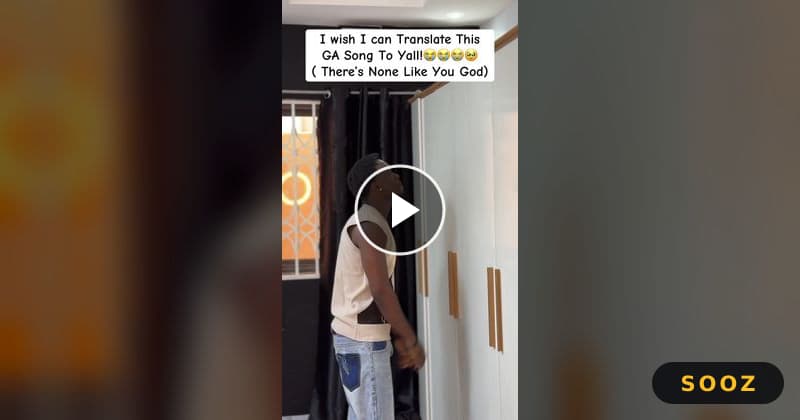 I wish I can Translate This
GA Song To Yall!😭😭😭🥹
( There's None Like You God)
SOOZ